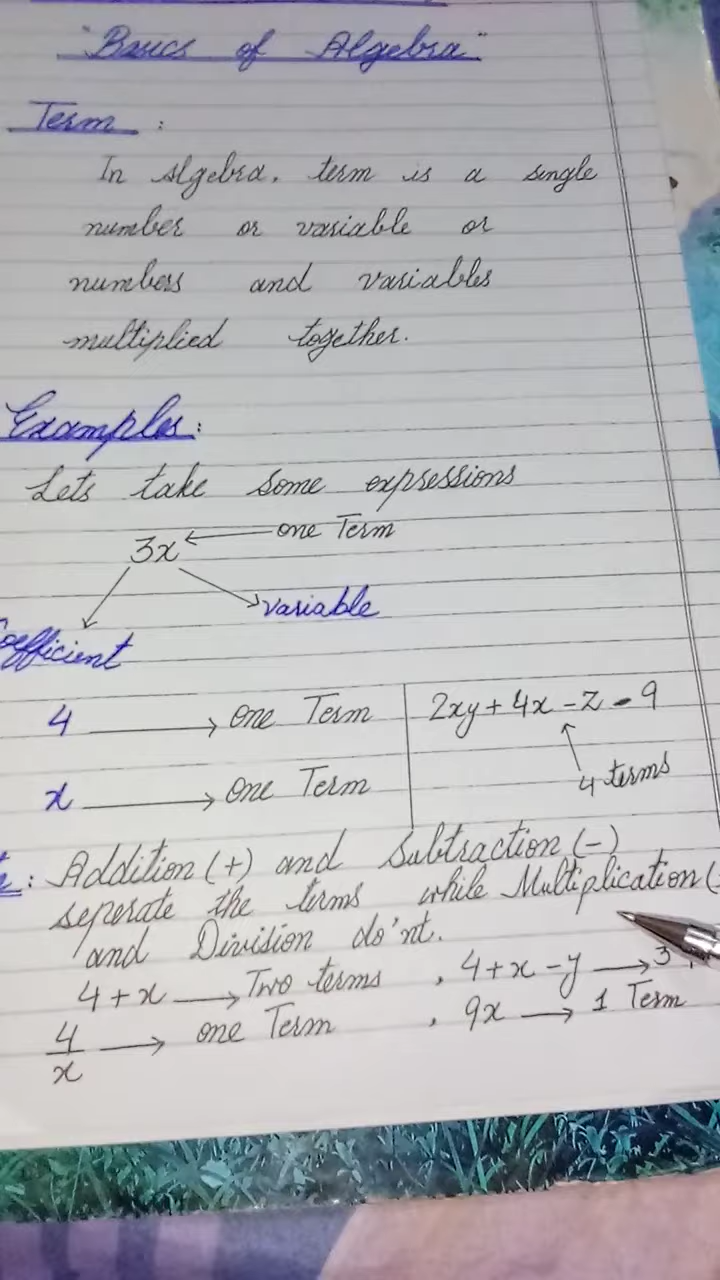 "Basics of Algebra"
Term :
In Algebra, term is a single
number or variable or
numbers and variables
multiplied together.
Examples:
Lets take some expressions
3x ← one Term
variable
Coefficient
4 → one Term
2xy + 4x - z - 9
4 terms
x → one Term
: Addition (+) and Subtraction (-)
seperate the terms while Multiplication (
and Division do'nt.
4 + x → Two terms , 4 + x - y → 3
4/x → one Term , 9x → 1 Term